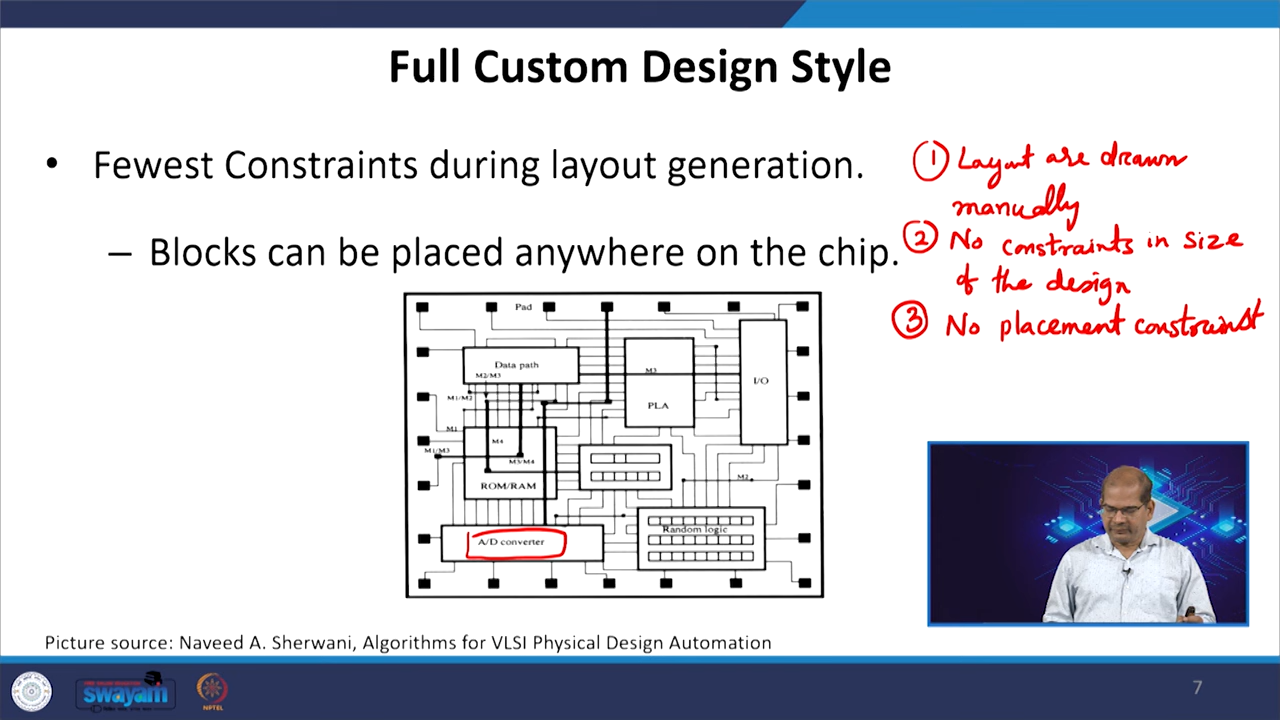 Full Custom Design Style
• Fewest Constraints during layout generation.
– Blocks can be placed anywhere on the chip.
① Layout are drawn
manually
② No constraints in size
of the design
③ No placement constrainst
Pad
Data path
M2/M3
M1/M2
M1
M1/M3
M4
M3/M4
ROM/RAM
A/D converter
M3
PLA
I/O
M2
Random logic
Picture source: Naveed A. Sherwani, Algorithms for VLSI Physical Design Automation
swayam
NPTEL
7